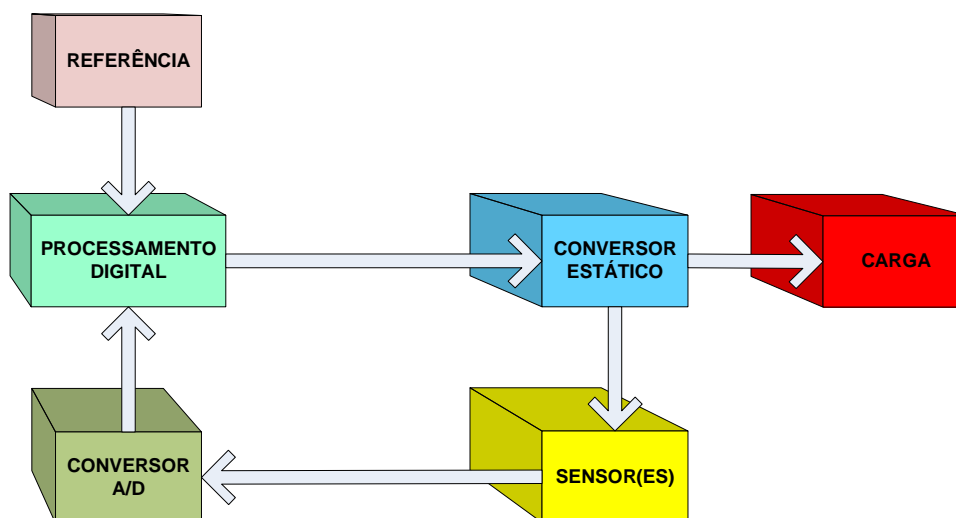 REFERÊNCIA
PROCESSAMENTO
DIGITAL
CONVERSOR
ESTÁTICO
CARGA
CONVERSOR
A/D
SENSOR(ES)